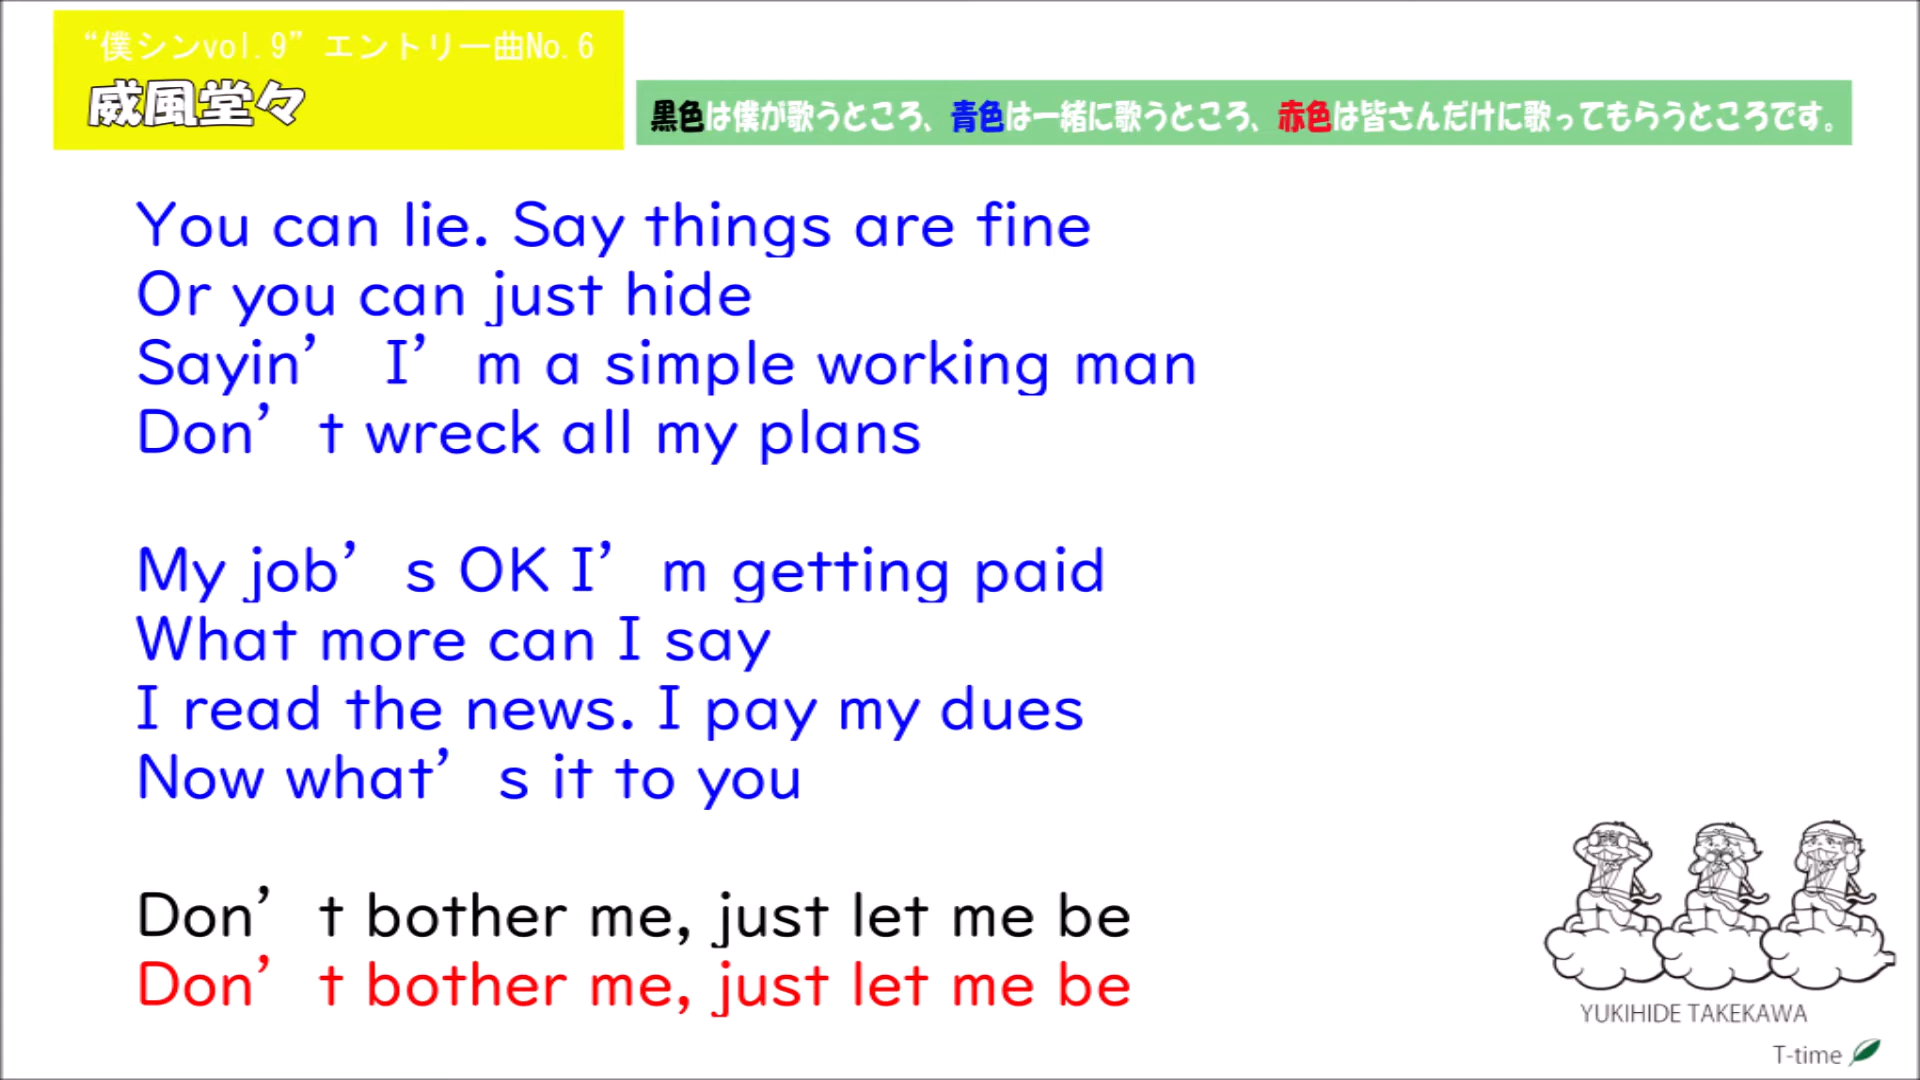 “僕シンvol.9”エントリー曲No.6
威風堂々
黒色は僕が歌うところ、青色は一緒に歌うところ、赤色は皆さんだけに歌ってもらうところです。
You can lie. Say things are fine
Or you can just hide
Sayin’ I’m a simple working man
Don’t wreck all my plans
My job’s OK I’m getting paid
What more can I say
I read the news. I pay my dues
Now what’s it to you
Don’t bother me, just let me be
Don’t bother me, just let me be
YUKIHIDE TAKEKAWA
T-time